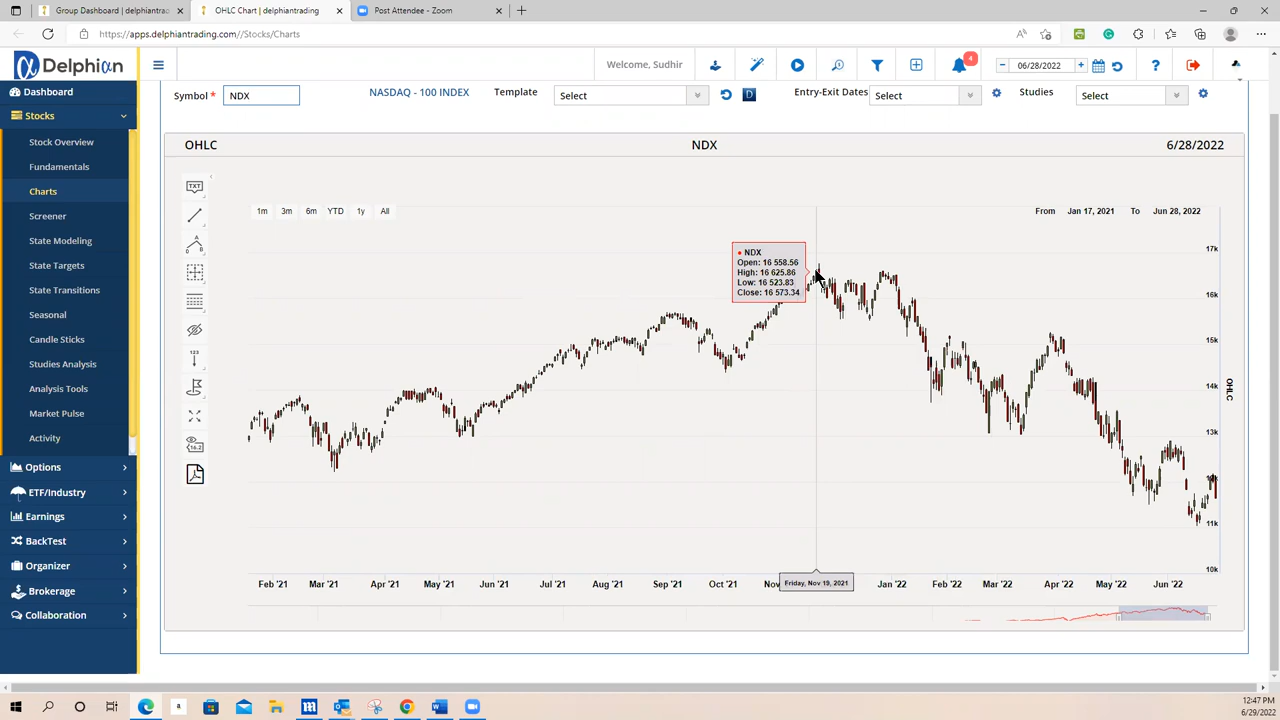 Group Dashboard | delphiantrad
OHLC Chart | delphiantrading
Post Attendee - Zoom
https://apps.delphiantrading.com//Stocks/Charts
Delphian
Welcome, Sudhir
4
06/28/2022
Symbol * NDX
NASDAQ - 100 INDEX
Template Select
Entry-Exit Dates Select
Studies Select
Dashboard
Stocks
Stock Overview
Fundamentals
Charts
Screener
State Modeling
State Targets
State Transitions
Seasonal
Candle Sticks
Studies Analysis
Analysis Tools
Market Pulse
Activity
Options
ETF/Industry
Earnings
BackTest
Organizer
Brokerage
Collaboration
OHLC NDX 6/28/2022
TXT
123
16.2
1m 3m 6m YTD 1y All
From Jan 17, 2021 To Jun 28, 2022
NDX
Open: 16 558.56
High: 16 625.86
Low: 16 523.83
Close: 16 573.34
17k
16k
15k
14k
13k
12k
11k
10k
OHLC
Feb '21 Mar '21 Apr '21 May '21 Jun '21 Jul '21 Aug '21 Sep '21 Oct '21 Nov Friday, Nov 19, 2021 Jan '22 Feb '22 Mar '22 Apr '22 May '22 Jun '22
12:47 PM
6/29/2022